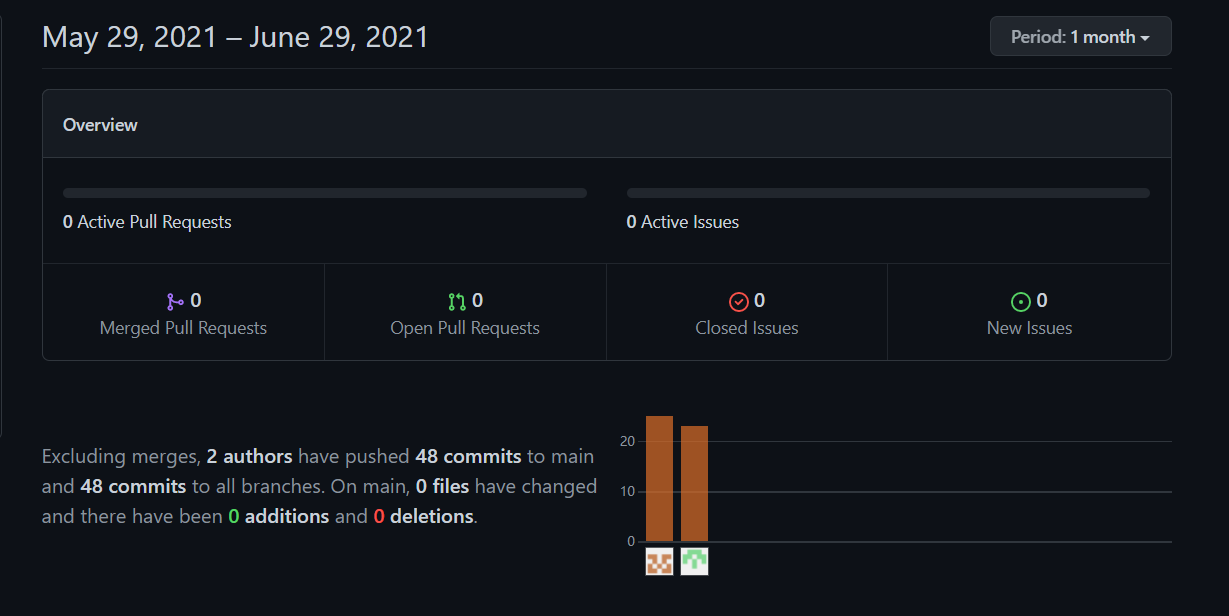 May 29, 2021 – June 29, 2021
Period: 1 month
Overview
0 Active Pull Requests
0 Active Issues
0
Merged Pull Requests
0
Open Pull Requests
0
Closed Issues
0
New Issues
Excluding merges, 2 authors have pushed 48 commits to main
and 48 commits to all branches. On main, 0 files have changed
and there have been 0 additions and 0 deletions.
20
10
0